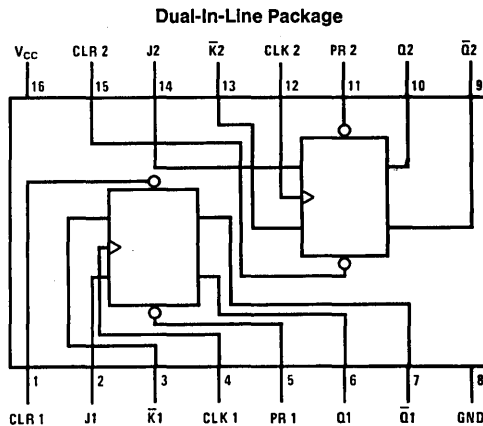 Dual-In-Line Package
VCC CLR 2 J2 K̅2 CLK 2 PR 2 Q2 Q̅2
16 15 14 13 12 11 10 9
1 2 3 4 5 6 7 8
CLR 1 J1 K̅1 CLK 1 PR 1 Q1 Q̅1 GND